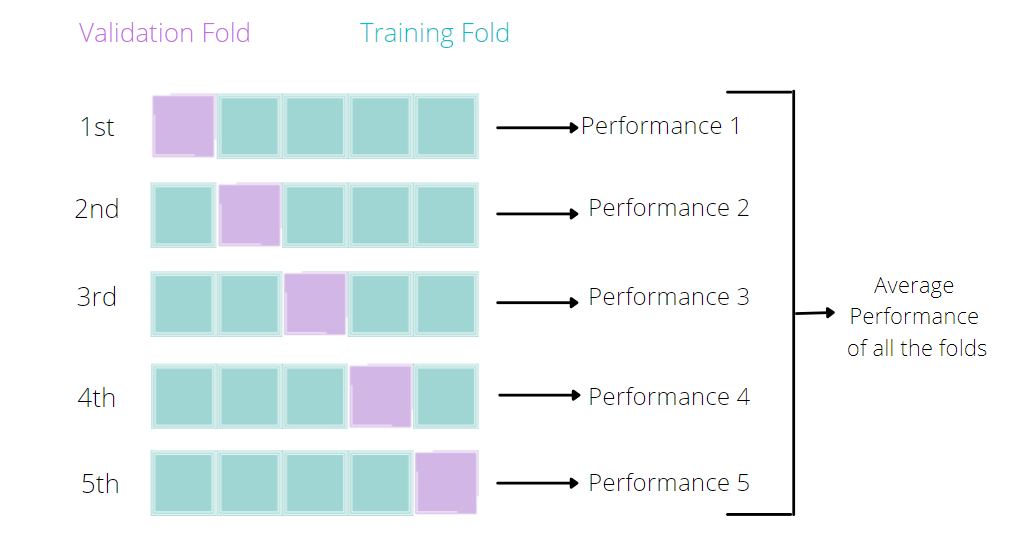 Validation Fold
Training Fold
1st
Performance 1
2nd
Performance 2
3rd
Performance 3
4th
Performance 4
5th
Performance 5
Average
Performance
of all the folds